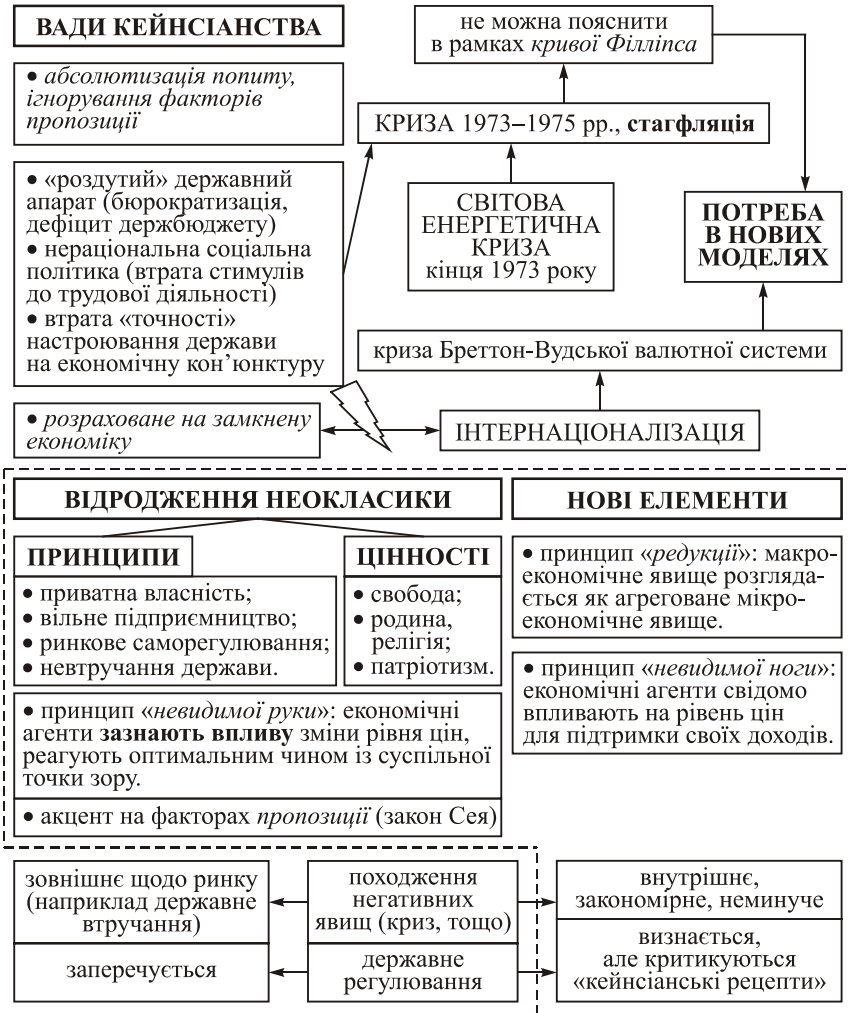 ВАДИ КЕЙНСІАНСТВА
• абсолютизація попиту,
ігнорування факторів
пропозиції
• «роздутий» державний
апарат (бюрократизація,
дефіцит держбюджету)
• нераціональна соціальна
політика (втрата стимулів
до трудової діяльності)
• втрата «точності»
настроювання держави
на економічну кон’юнктуру
• розраховане на замкнену
економіку
не можна пояснити
в рамках кривої Філліпса
КРИЗА 1973–1975 рр., стагфляція
СВІТОВА
ЕНЕРГЕТИЧНА
КРИЗА
кінця 1973 року
ПОТРЕБА
В НОВИХ
МОДЕЛЯХ
криза Бреттон-Вудської валютної системи
ІНТЕРНАЦІОНАЛІЗАЦІЯ
ВІДРОДЖЕННЯ НЕОКЛАСИКИ
ПРИНЦИПИ
• приватна власність;
• вільне підприємництво;
• ринкове саморегулювання;
• невтручання держави.
ЦІННОСТІ
• свобода;
• родина,
релігія;
• патріотизм.
• принцип «невидимої руки»: економічні
агенти зазнають впливу зміни рівня цін,
реагують оптимальним чином із суспільної
точки зору.
• акцент на факторах пропозиції (закон Сея)
НОВІ ЕЛЕМЕНТИ
• принцип «редукції»: макро-
економічне явище розгляда-
ється як агреговане мікро-
економічне явище.
• принцип «невидимої ноги»:
економічні агенти свідомо
впливають на рівень цін
для підтримки своїх доходів.
зовнішнє щодо ринку
(наприклад державне
втручання)
походження
негативних
явищ (криз, тощо)
внутрішнє,
закономірне, неминуче
заперечується
державне
регулювання
визнається,
але критикуються
«кейнсіанські рецепти»